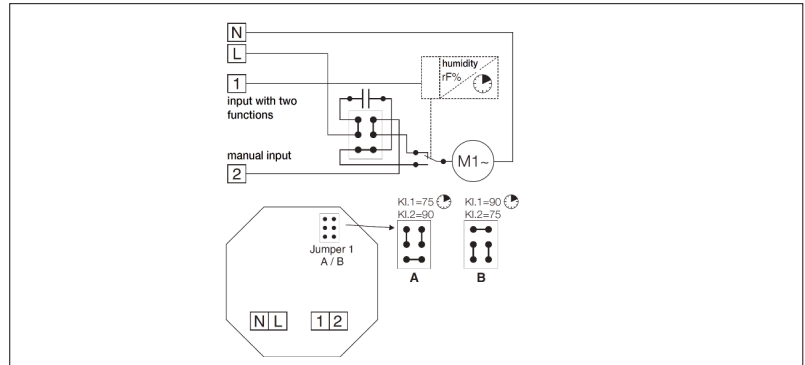 N
L
humidity
rF%
1
input with two
functions
M1~
manual input
2
Kl.1=75
Kl.2=90
Kl.1=90
Kl.2=75
Jumper 1
A / B
A
B
N L
1 2